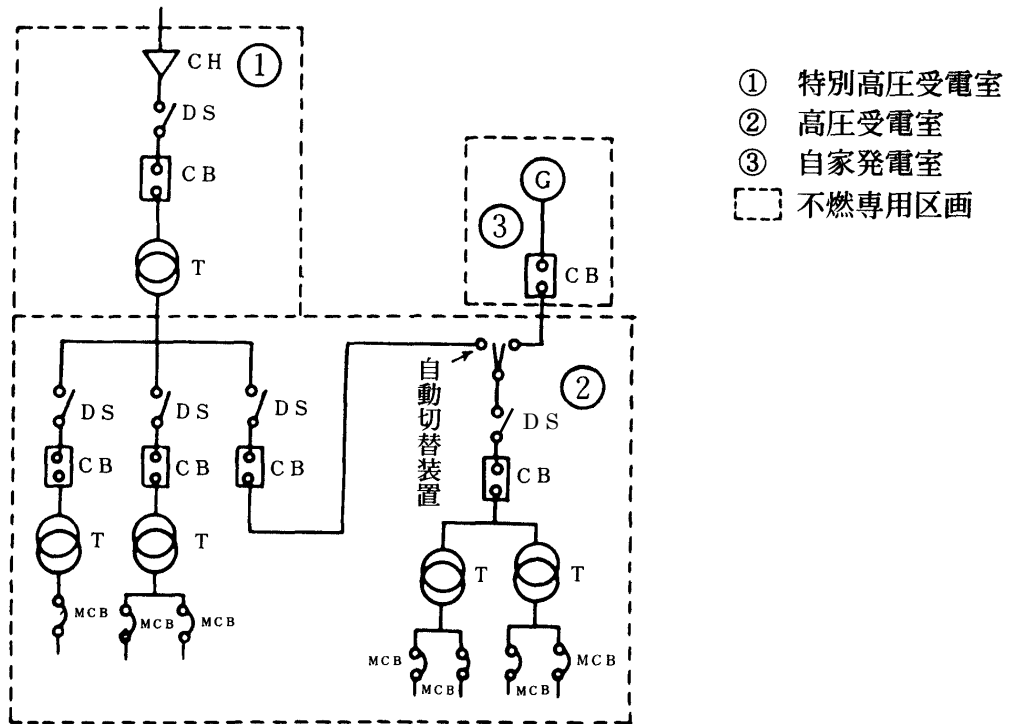 CH ①
DS
CB
T
G
③
CB
② 
自動切替装置
DS DS DS
CB CB CB
T T
MCB MCB MCB
DS
CB
T T
MCB MCB
MCB MCB
① 特別高圧受電室
② 高圧受電室
③ 自家発電室
不燃専用区画